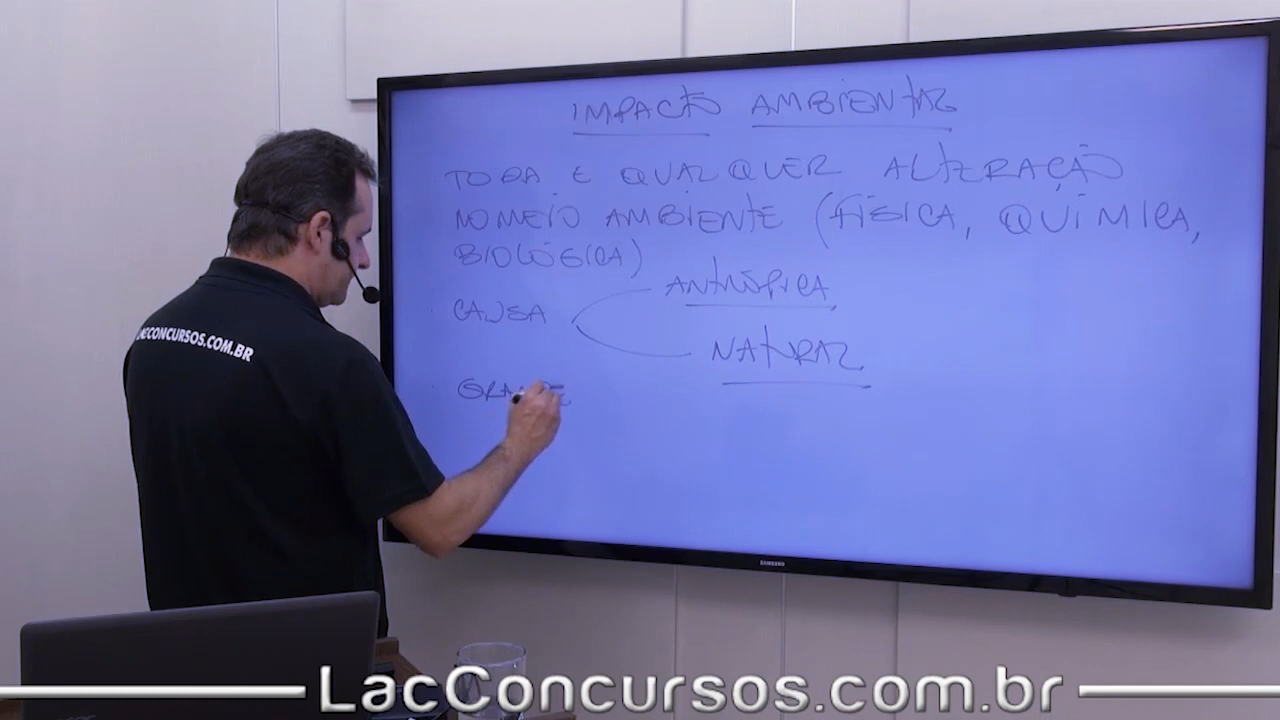 IMPACTO AMBIENTAL
TODA E QUALQUER ALTERAÇÃO
NO MEIO AMBIENTE (FÍSICA, QUÍMICA,
BIOLÓGICA)
CAUSA
ANTRÓPICA
NATURAL
LACCONCURSOS.COM.BR
SAMSUNG
LacConcursos.com.br